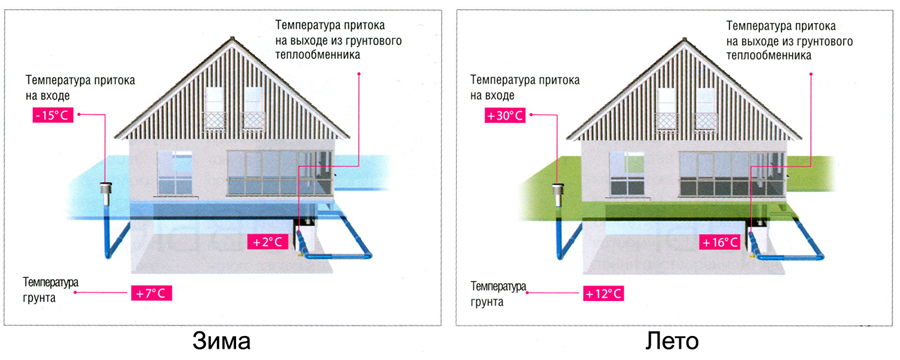 Температура притока
на выходе из грунтового
теплообменника
Температура притока
на входе
-15°C
+2°C
Температура
грунта
+7°C
Зима
Температура притока
на выходе из грунтового
теплообменника
Температура притока
на входе
+30°C
+16°C
Температура
грунта
+12°C
Лето